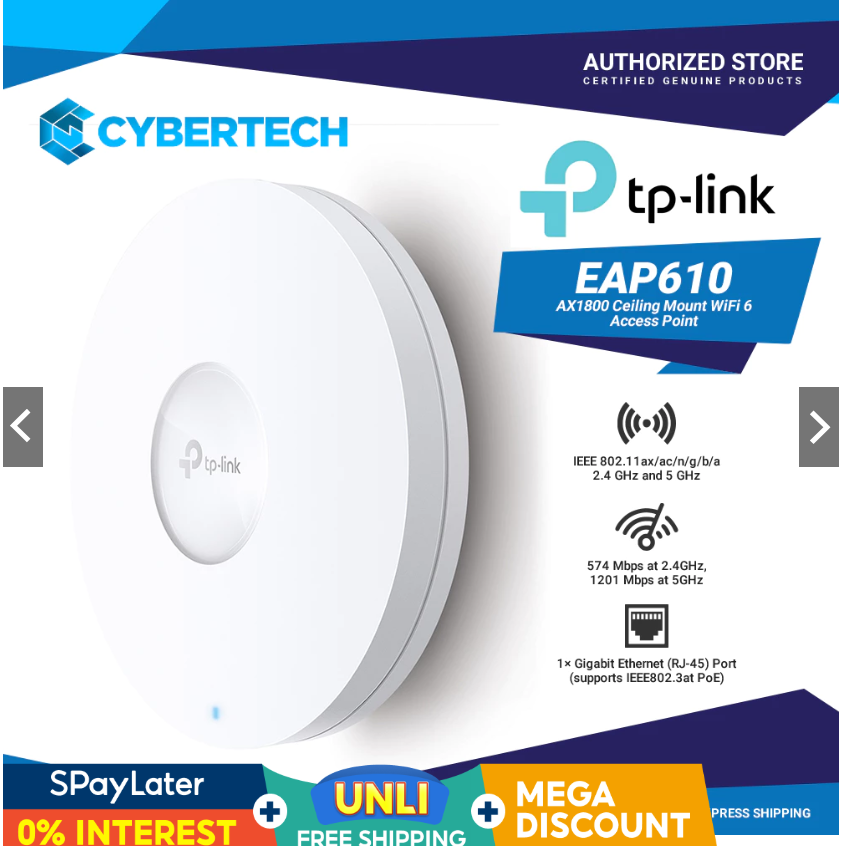 AUTHORIZED STORE
CERTIFIED GENUINE PRODUCTS
CYBERTECH
tp-link
EAP610
AX1800 Ceiling Mount WiFi 6
Access Point
tp-link
IEEE 802.11ax/ac/n/g/b/a
2.4 GHz and 5 GHz
574 Mbps at 2.4GHz,
1201 Mbps at 5GHz
1× Gigabit Ethernet (RJ-45) Port
(supports IEEE802.3at PoE)
SPayLater
0% INTEREST
+
UNLI
FREE SHIPPING
+
MEGA
DISCOUNT
PRESS SHIPPING